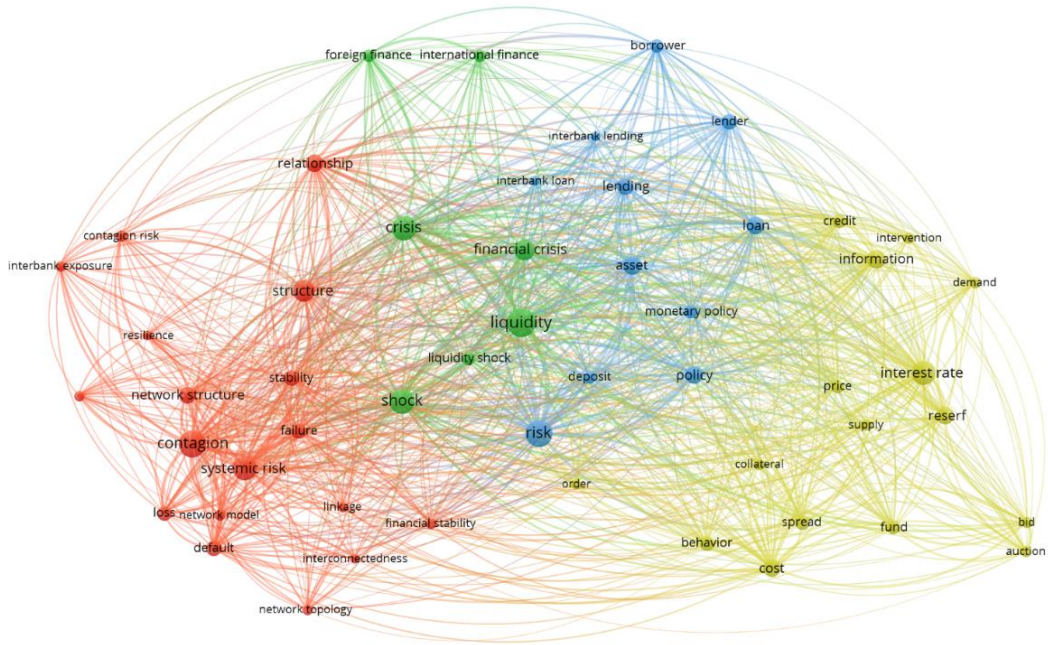 foreign finance
international finance
borrower
lender
interbank lending
relationship
interbank loan
lending
credit
crisis
loan
contagion risk
intervention
financial crisis
information
interbank exposure
asset
demand
structure
monetary policy
liquidity
resilience
liquidity shock
interest rate
stability
deposit
policy
price
network structure
shock
reserf
supply
failure
risk
contagion
collateral
systemic risk
order
linkage
loss
network model
financial stability
spread
fund
bid
behavior
default
auction
interconnectedness
cost
network topology